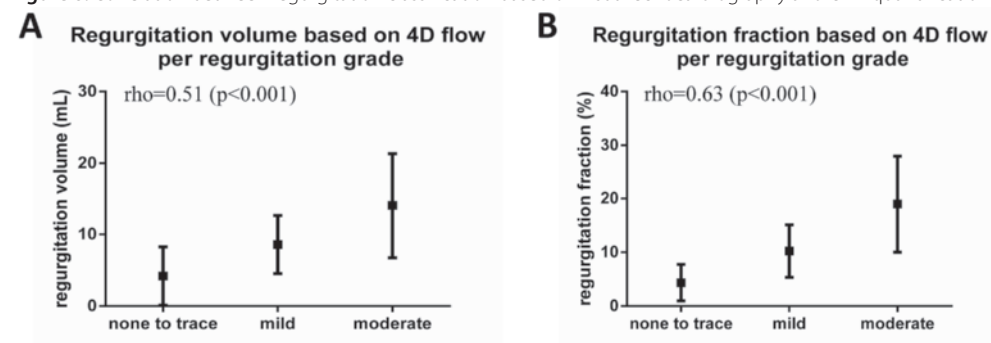 A
Regurgitation volume based on 4D flow
per regurgitation grade
rho=0.51 (p<0.001)
regurgitation volume (mL)
30
20
10
0
none to trace
mild
moderate
B
Regurgitation fraction based on 4D flow
per regurgitation grade
rho=0.63 (p<0.001)
regurgitation fraction (%)
40
30
20
10
0
none to trace
mild
moderate